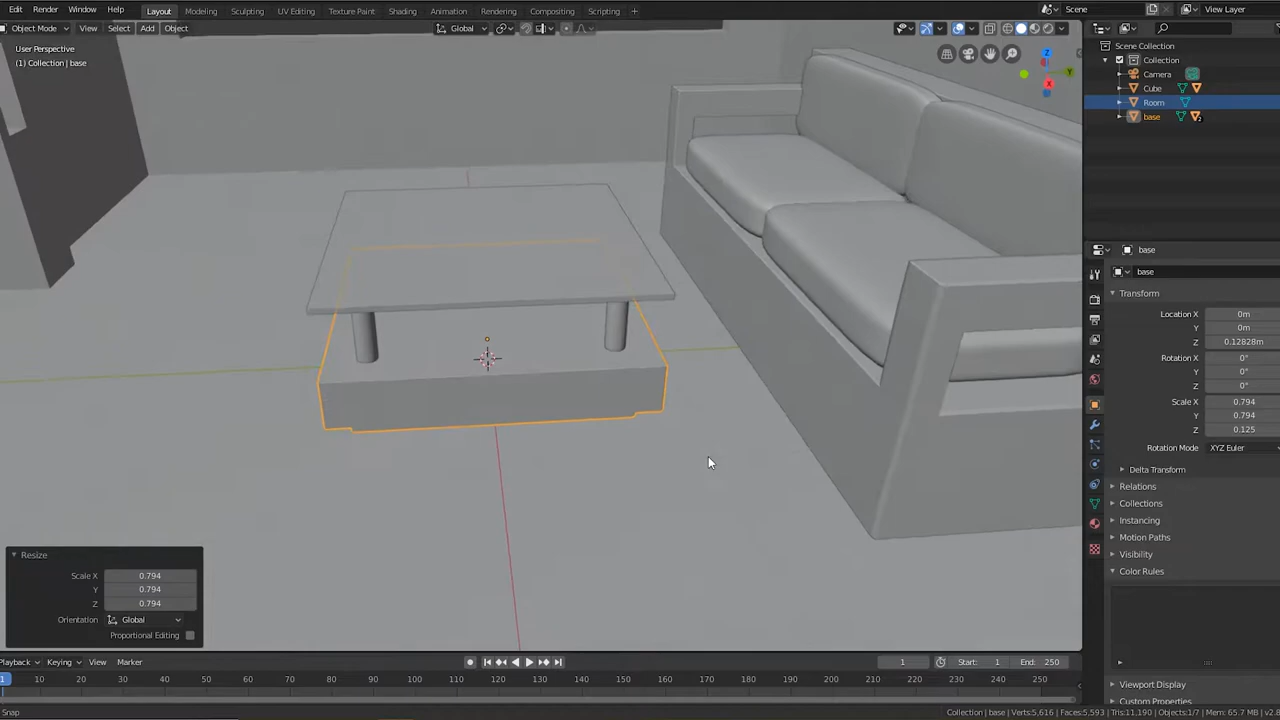 File Edit Render Window Help Layout Modeling Sculpting UV Editing Texture Paint Shading Animation Rendering Compositing Scripting + Scene View Layer
Object Mode View Select Add Object Global
User Perspective
(1) Collection | base
Scene Collection
Collection
Camera
Cube
Room
base
base
base
Transform
Location X 0m
Y 0m
Z 0.12828m
Rotation X 0°
Y 0°
Z 0°
Scale X 0.794
Y 0.794
Z 0.125
Rotation Mode XYZ Euler
Delta Transform
Relations
Collections
Instancing
Motion Paths
Visibility
Color Rules
Viewport Display
Custom Properties
Resize
Scale X 0.794
Y 0.794
Z 0.794
Orientation Global
Proportional Editing
Playback Keying View Marker 1 Start: 1 End: 250
1 10 20 30 40 50 60 70 80 90 100 110 120 130 140 150 160 170 180 190 200 210 220 230 240 250
Snap Collection | base | Verts:5,616 | Faces:5,593 | Tris:11,190 | Objects:1/7 | Mem: 65.7 MB | v2.8